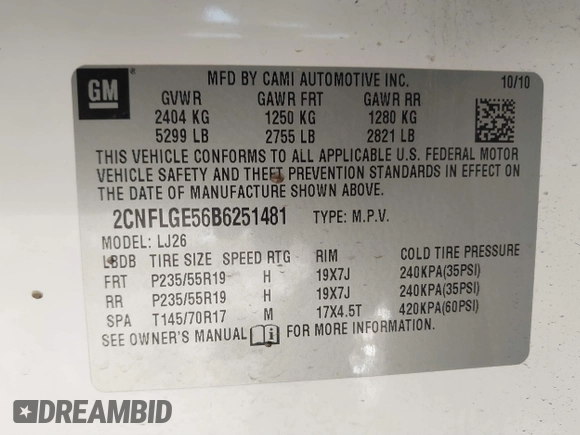 GM
MFD BY CAMI AUTOMOTIVE INC. 10/10
GVWR GAWR FRT GAWR RR
2404 KG 1250 KG 1280 KG
5299 LB 2755 LB 2821 LB
THIS VEHICLE CONFORMS TO ALL APPLICABLE U.S. FEDERAL MOTOR
VEHICLE SAFETY AND THEFT PREVENTION STANDARDS IN EFFECT ON
THE DATE OF MANUFACTURE SHOWN ABOVE.
2CNFLGE56B6251481 TYPE: M.P.V.
MODEL: LJ26
LBDB TIRE SIZE SPEED RTG RIM COLD TIRE PRESSURE
FRT P235/55R19 H 19X7J 240KPA(35PSI)
RR P235/55R19 H 19X7J 240KPA(35PSI)
SPA T145/70R17 M 17X4.5T 420KPA(60PSI)
SEE OWNER'S MANUAL FOR MORE INFORMATION.
DREAMBID